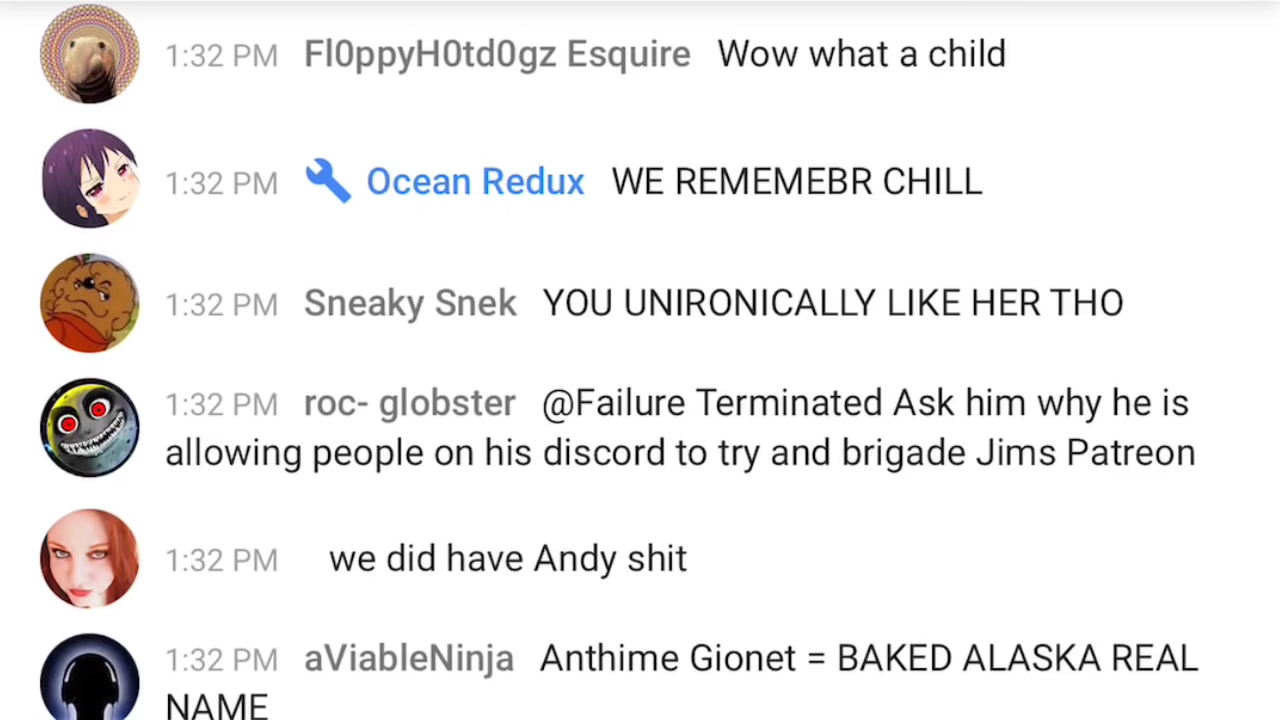 1:32 PM Fl0ppyH0td0gz Esquire Wow what a child
1:32 PM Ocean Redux WE REMEMEBR CHILL
1:32 PM Sneaky Snek YOU UNIRONICALLY LIKE HER THO
1:32 PM roc- globster @Failure Terminated Ask him why he is
allowing people on his discord to try and brigade Jims Patreon
1:32 PM we did have Andy shit
1:32 PM aViableNinja Anthime Gionet = BAKED ALASKA REAL
NAME